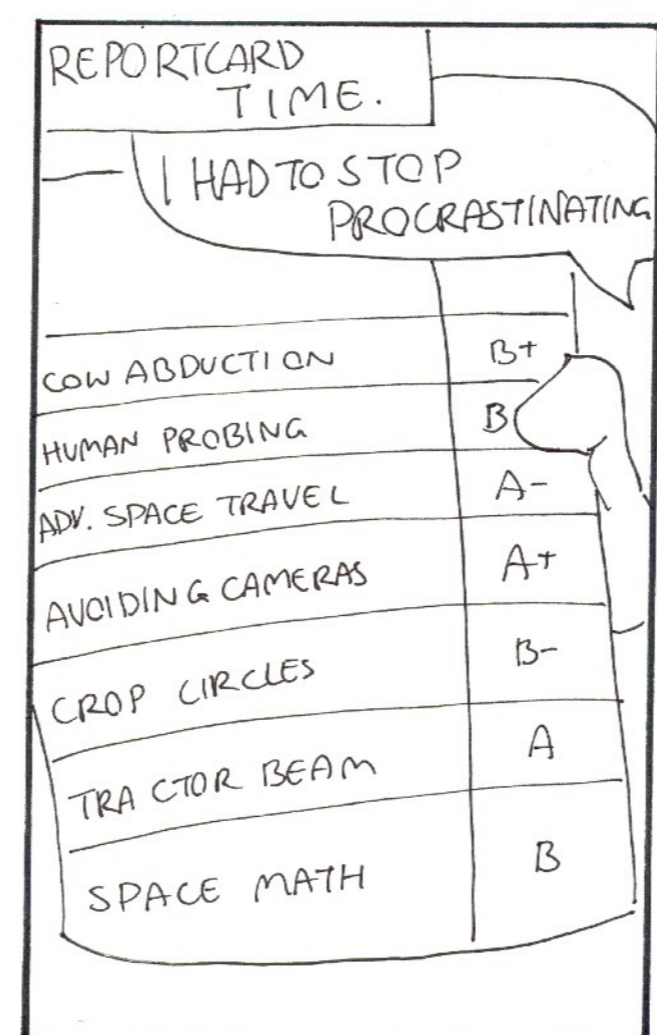 REPORTCARD
TIME.
I HAD TO STOP
PROCRASTINATING
COW ABDUCTION B+
HUMAN PROBING B
ADV. SPACE TRAVEL A-
AVOIDING CAMERAS A+
CROP CIRCLES B-
TRACTOR BEAM A
SPACE MATH B